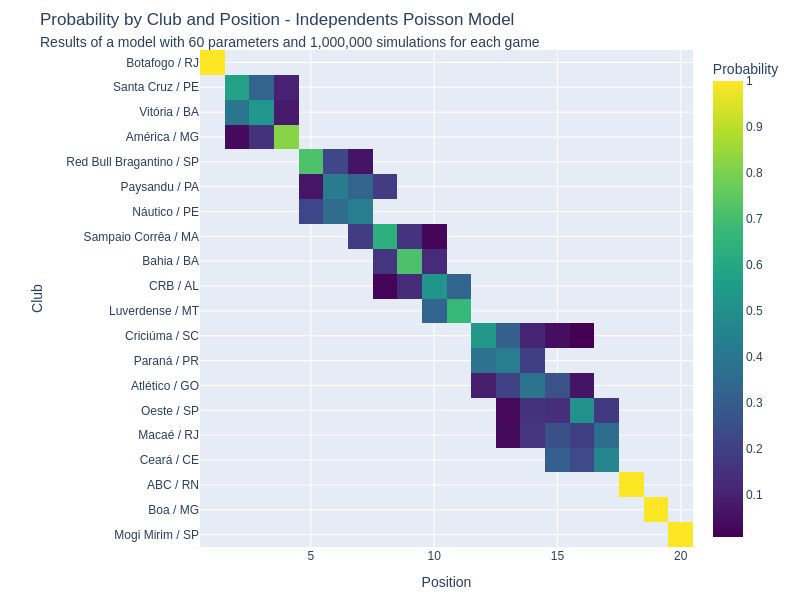 Probability by Club and Position - Independents Poisson Model
Results of a model with 60 parameters and 1,000,000 simulations for each game
Probability
Botafogo / RJ
Santa Cruz / PE
Vitória / BA
América / MG
Red Bull Bragantino / SP
Paysandu / PA
Náutico / PE
Sampaio Corrêa / MA
Bahia / BA
CRB / AL
Luverdense / MT
Criciúma / SC
Paraná / PR
Atlético / GO
Oeste / SP
Macaé / RJ
Ceará / CE
ABC / RN
Boa / MG
Mogi Mirim / SP
Club
5
10
15
20
Position
1
0.9
0.8
0.7
0.6
0.5
0.4
0.3
0.2
0.1